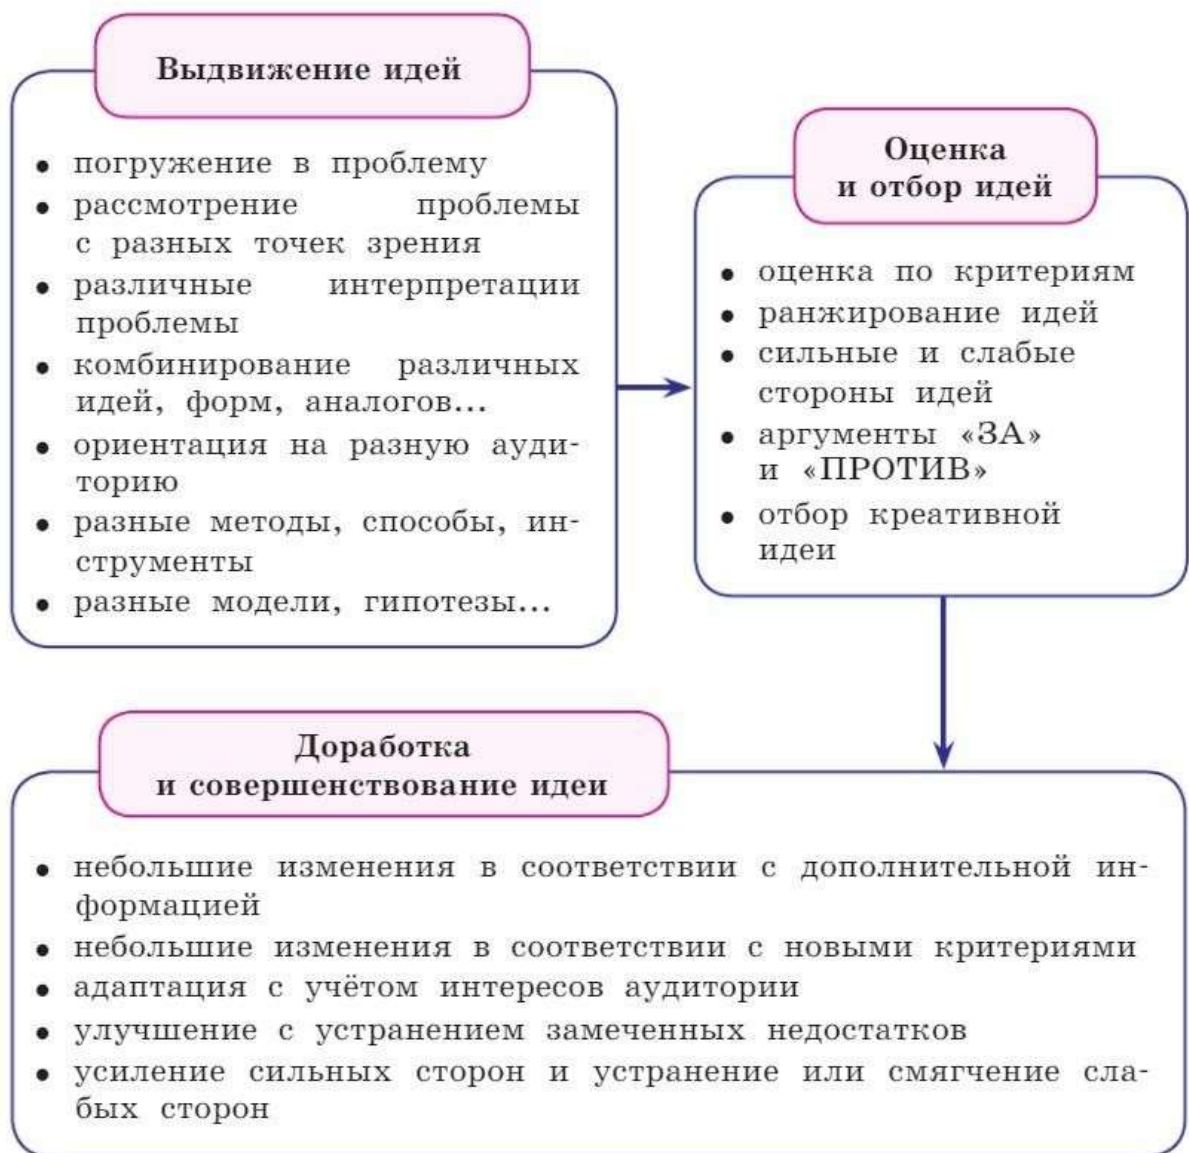 Выдвижение идей
• погружение в проблему
• рассмотрение проблемы
с разных точек зрения
• различные интерпретации
проблемы
• комбинирование различных
идей, форм, аналогов...
• ориентация на разную ауди-
торию
• разные методы, способы, ин-
струменты
• разные модели, гипотезы...
Оценка
и отбор идей
• оценка по критериям
• ранжирование идей
• сильные и слабые
стороны идей
• аргументы «ЗА»
и «ПРОТИВ»
• отбор креативной
идеи
Доработка
и совершенствование идеи
• небольшие изменения в соответствии с дополнительной ин-
формацией
• небольшие изменения в соответствии с новыми критериями
• адаптация с учётом интересов аудитории
• улучшение с устранением замеченных недостатков
• усиление сильных сторон и устранение или смягчение сла-
бых сторон